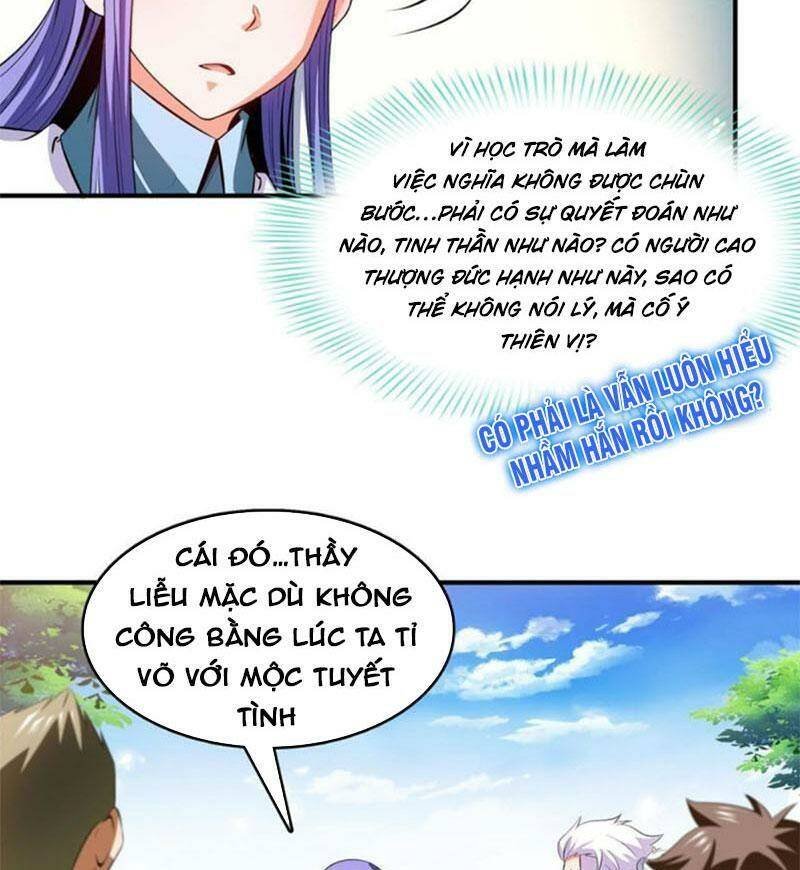 VÌ HỌC TRÒ MÀ LÀM
VIỆC NGHĨA KHÔNG ĐƯỢC CHÙN
BƯỚC...PHẢI CÓ SỰ QUYẾT ĐOÁN NHƯ
NÀO, TINH THẦN NHƯ NÀO? CÓ NGƯỜI CAO
THƯỢNG ĐỨC HẠNH NHƯ NÀY, SAO CÓ
THỂ KHÔNG NÓI LÝ, MÀ CỐ Ý
THIÊN VỊ?
CÓ PHẢI LÀ VẪN LUÔN HIỂU
NHẦM HẮN RỒI KHÔNG?
CÁI ĐÓ...THẦY
LIỄU MẶC DÙ KHÔNG
CÔNG BẰNG LÚC TA TỈ
VÕ VỚI MỘC TUYẾT
TÌNH